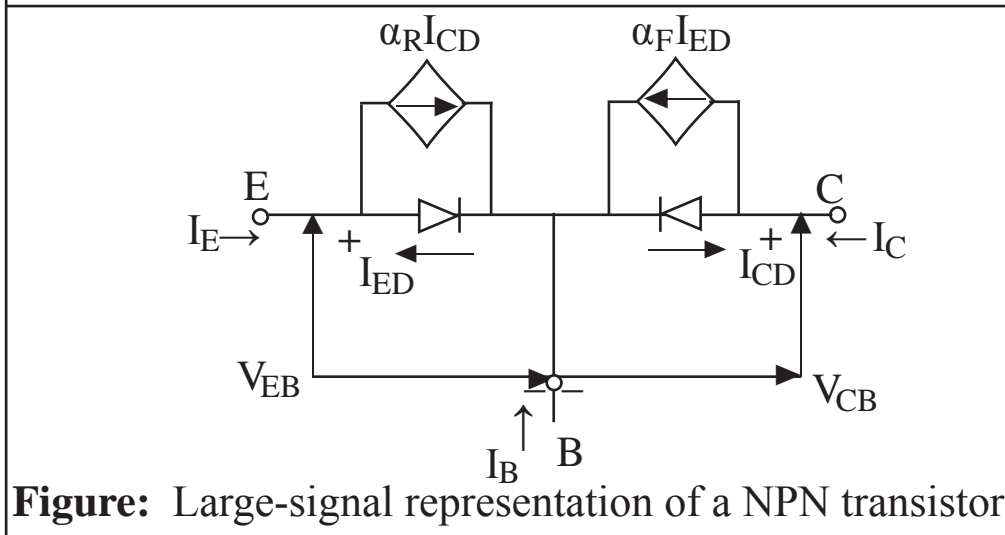 αRICD
αFIED
E
C
IE→
+
IED
+
ICD
←IC
VEB
– –
VCB
IB
B
Figure: Large-signal representation of a NPN transistor